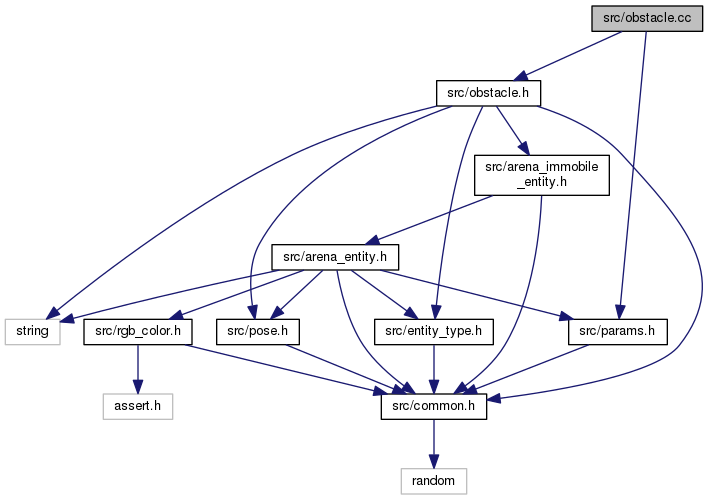 src/obstacle.cc
src/obstacle.h
src/arena_immobile
_entity.h
src/arena_entity.h
string
src/rgb_color.h
src/pose.h
src/entity_type.h
src/params.h
assert.h
src/common.h
random